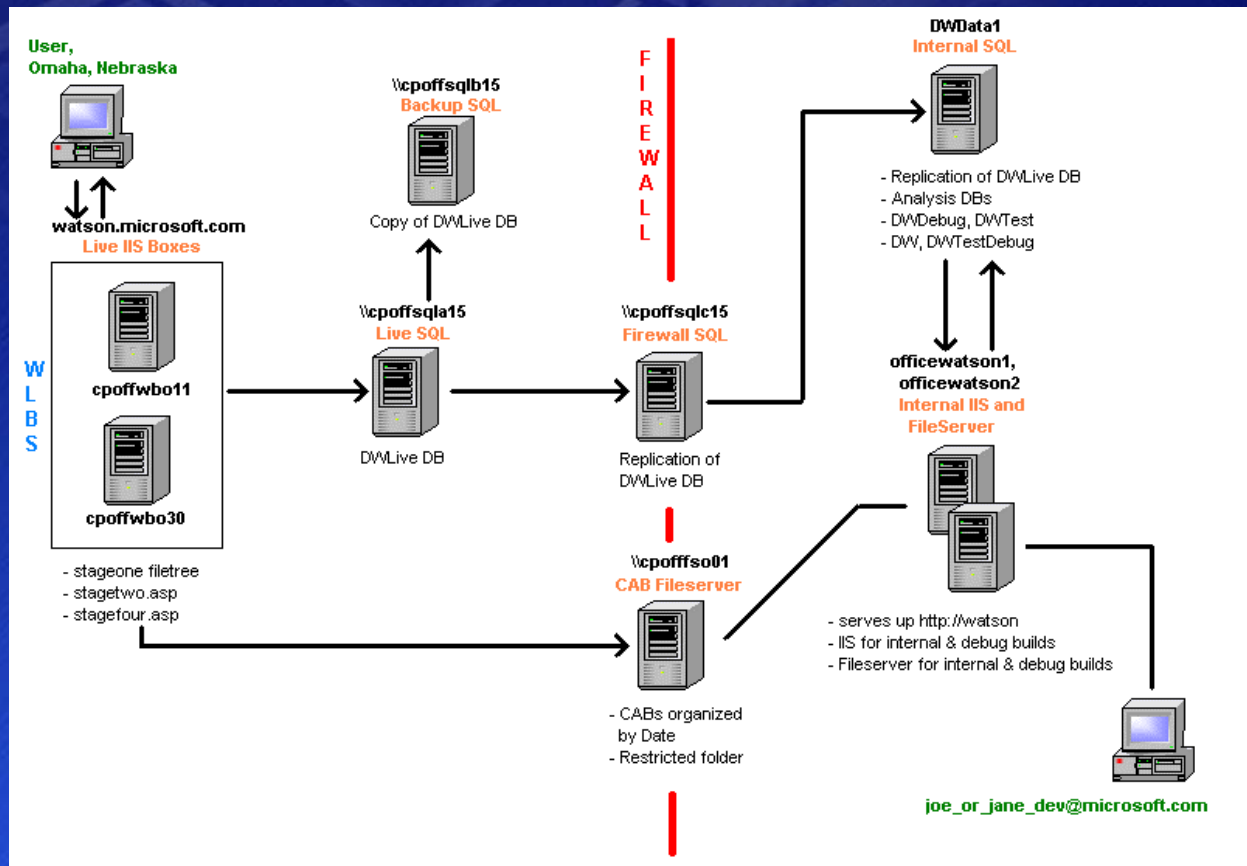 User,
Omaha, Nebraska
watson.microsoft.com
Live IIS Boxes
WLBS
cpoffwbo11
cpoffwbo30
- stageone filetree
- stagetwo.asp
- stagefour.asp
\\cpoffsqlb15
Backup SQL
Copy of DWLive DB
\\cpoffsqla15
Live SQL
DWLive DB
FIREWALL
\\cpoffsqlc15
Firewall SQL
Replication of
DWLive DB
\\cpofffso01
CAB Fileserver
- CABs organized
by Date
- Restricted folder
DWData1
Internal SQL
- Replication of DWLive DB
- Analysis DBs
- DWDebug, DWTest
- DW, DWTestDebug
officewatson1,
officewatson2
Internal IIS and
FileServer
- serves up http://watson
- IIS for internal & debug builds
- Fileserver for internal & debug builds
joe_or_jane_dev@microsoft.com